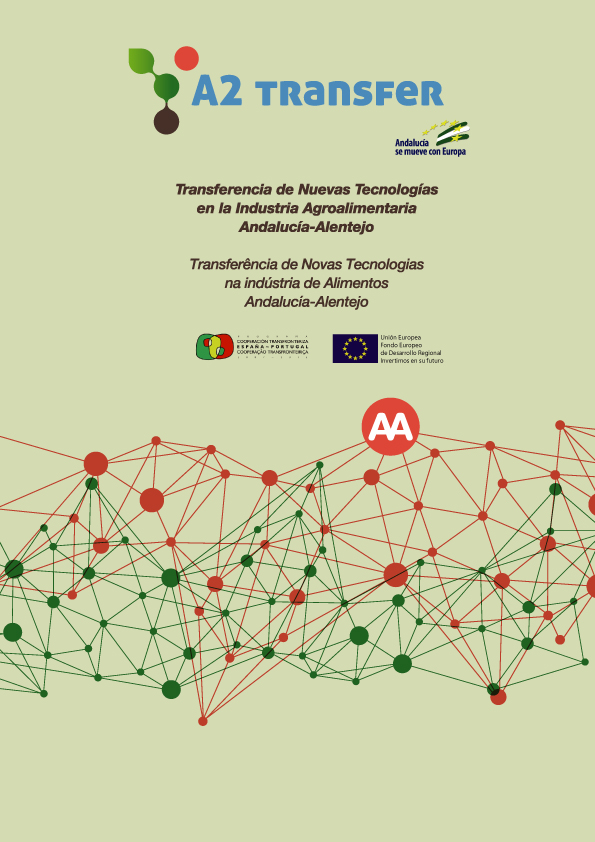 A2 TRANSFER
Andalucía
se mueve con Europa
Transferencia de Nuevas Tecnologías
en la Industria Agroalimentaria
Andalucía-Alentejo
Transferência de Novas Tecnologias
na indústria de Alimentos
Andalucía-Alentejo
COOPERACIÓN TRANSFRONTERIZA
ESPAÑA-PORTUGAL
COOPERAÇÃO TRANSFRONTEIRIÇA
Unión Europea
Fondo Europeo
de Desarrollo Regional
Invertimos en su futuro
AA